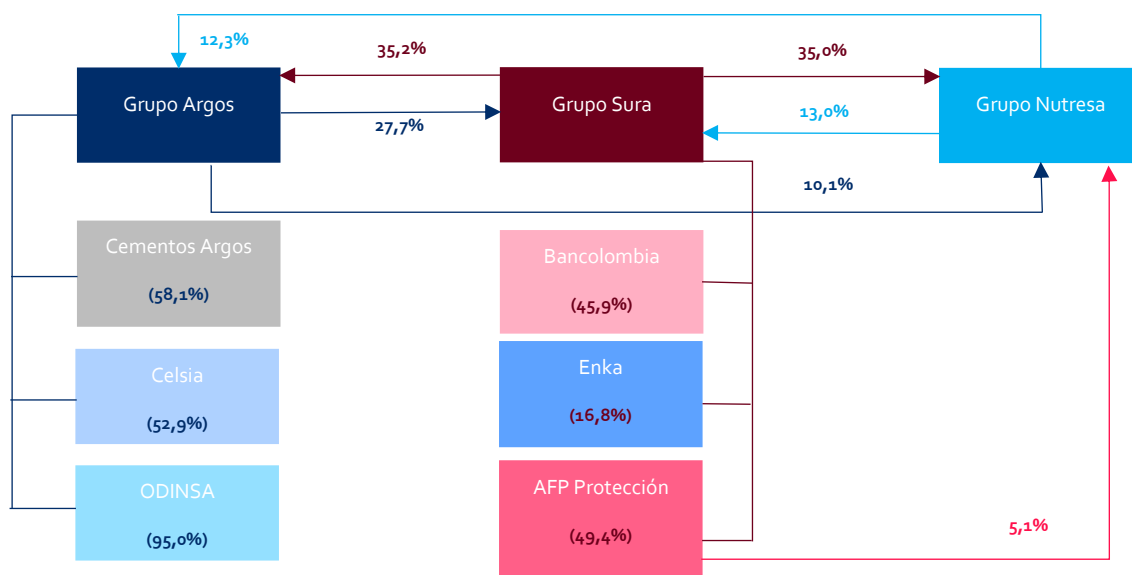 12,3%
35,2%
35,0%
Grupo Argos
Grupo Sura
Grupo Nutresa
27,7%
13,0%
10,1%
Cementos Argos
(58,1%)
Bancolombia
(45,9%)
Celsia
(52,9%)
Enka
(16,8%)
ODINSA
(95,0%)
AFP Protección
(49,4%)
5,1%